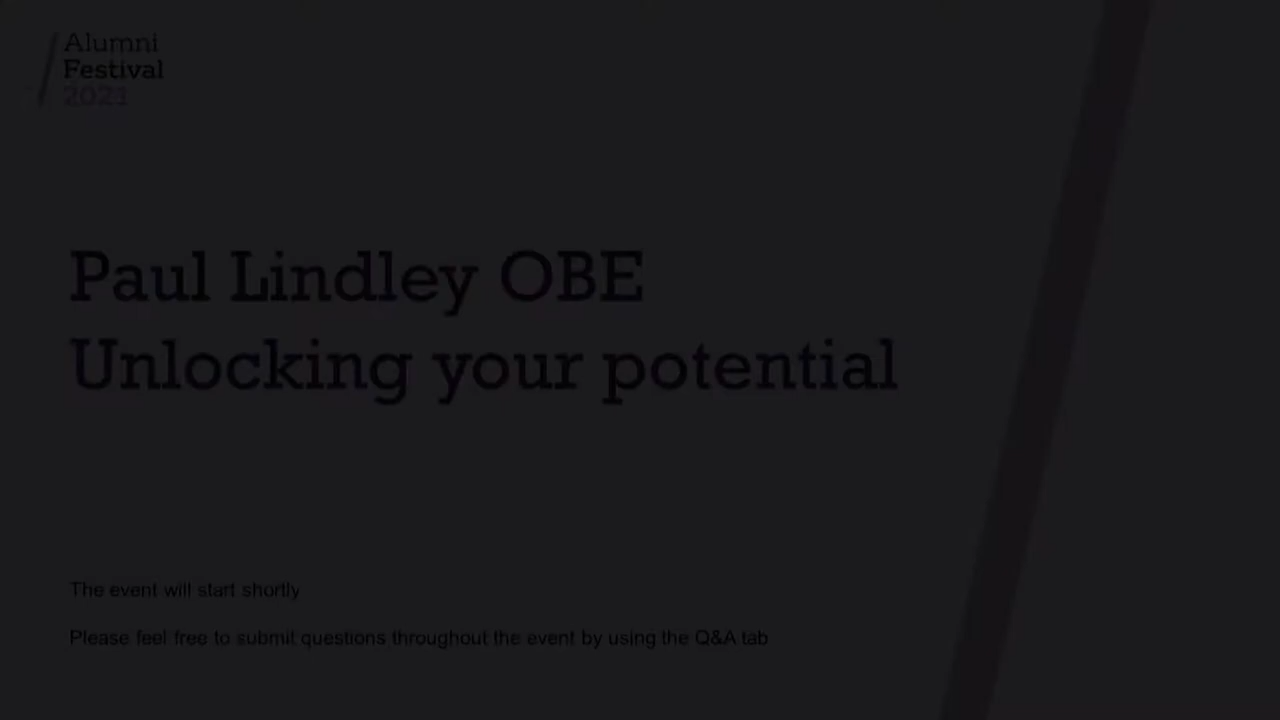 Alumni
Festival
2021
Paul Lindley OBE
Unlocking your potential
The event will start shortly
Please feel free to submit questions throughout the event by using the Q&A tab